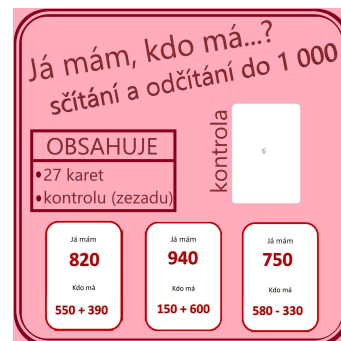 Já mám, kdo má...?
sčítání a odčítání do 1 000
OBSAHUJE
•27 karet
•kontrolu (zezadu)
kontrola
6
Já mám
820
Kdo má
550 + 390
Já mám
940
Kdo má
150 + 600
Já mám
750
Kdo má
580 - 330